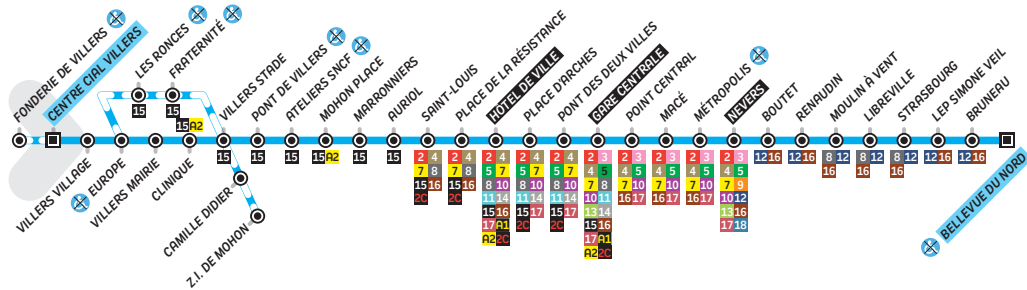 FONDERIE DE VILLERS
CENTRE CIAL VILLERS
LES RONCES
FRATERNITÉ
VILLERS STADE
PONT DE VILLERS
ATELIERS SNCF
MOHON PLACE
MARRONNIERS
AURIOL
SAINT-LOUIS
PLACE DE LA RÉSISTANCE
HÔTEL DE VILLE
PLACE D'ARCHES
PONT DES DEUX VILLES
GARE CENTRALE
POINT CENTRAL
MACÉ
MÉTROPOLIS
NEVERS
BOUTET
RENAUDIN
MOULIN À VENT
LIBREVILLE
STRASBOURG
LEP SIMONE VEIL
BRUNEAU
15
15
15 A2
VILLERS VILLAGE
EUROPE
VILLERS MAIRIE
CLINIQUE
CAMILLE DIDIER
Z.I. DE MOHON
BELLEVUE DU NORD
15
15
15
15 A2
15
15
2 4
7 8
15 16
2C
2 4
7 8
15 16
2C
2 4
5 7
8 10
11 14
15 16
17 A1
A2 2C
2 4
5 7
8 10
11 14
15 17
2C
2 4
5 7
8 10
11 14
15 17
2C
2 3
4 5
7 8
10 11
13 14
15 16
17 A1
A2 2C
2 3
4 5
7 10
16 17
2 3
4 5
7 10
16 17
2 3
4 5
7 10
16 17
2 3
4 5
7 9
10 12
13 16
17 18
12 16
12 16
8 12
16
8 12
16
8 12
16
12 16
12 16